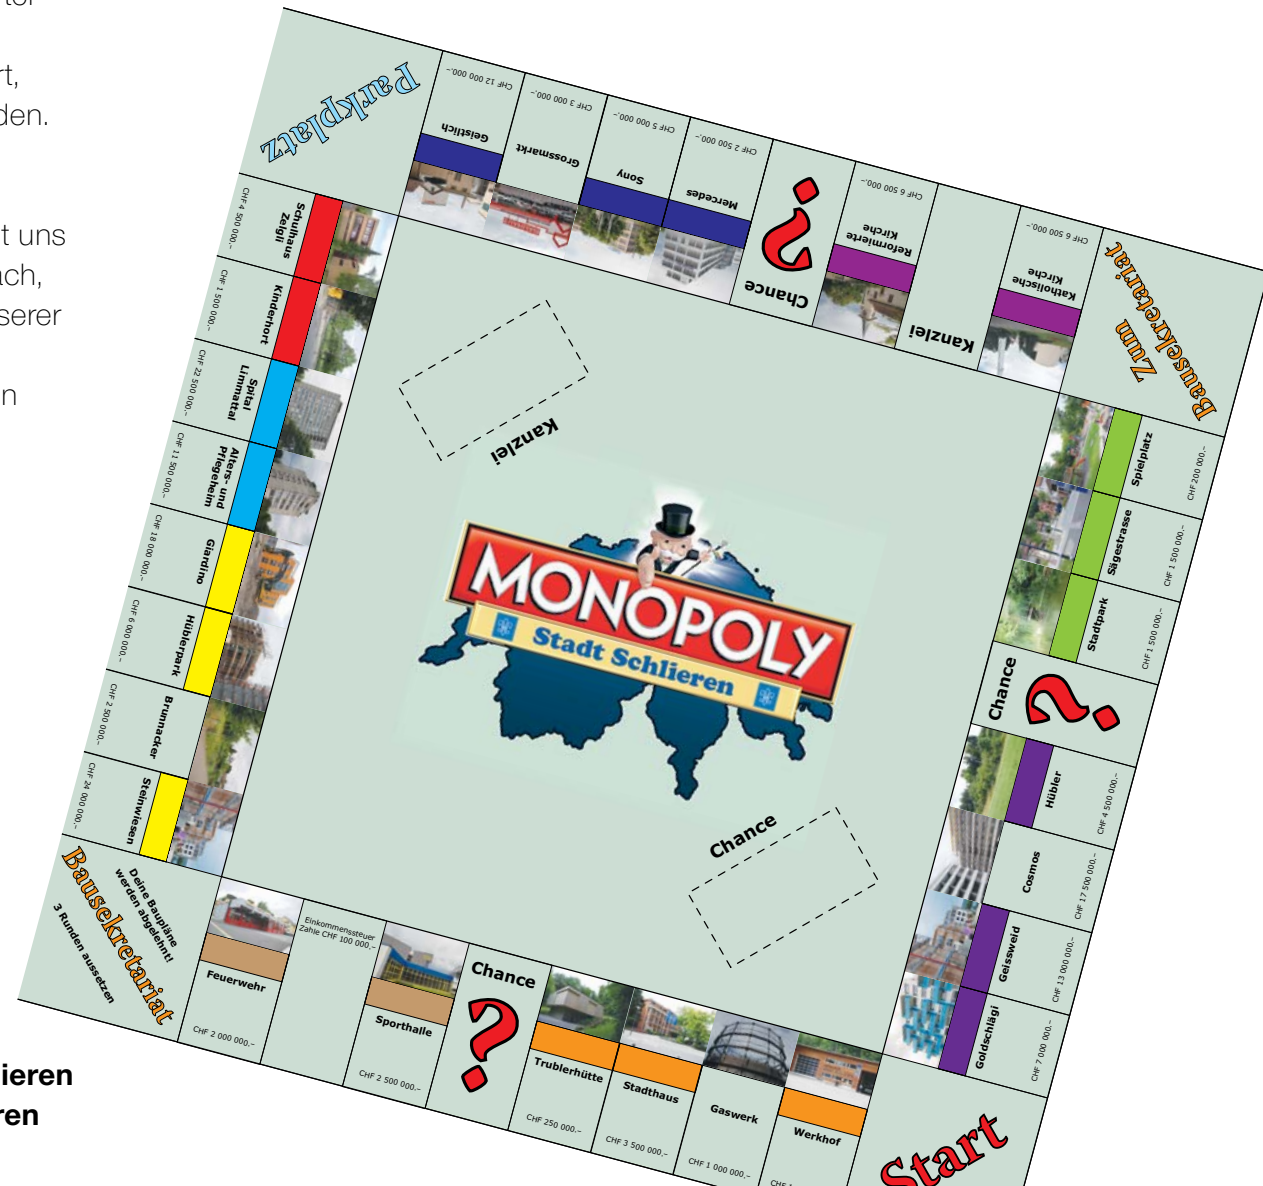 rt,
den.
t uns
ach,
serer
n
ieren
ren
Parkplatz
CHF 12 000 000.–
Geistlich
CHF 3 000 000.–
Grossmarkt
CHF 5 000 000.–
Sony
CHF 2 500 000.–
Mercedes
?
Chance
CHF 6 500 000.–
Reformierte
Kirche
Kanzlei
CHF 6 500 000.–
Katholische
Kirche
Zum
Bausekretariat
Spielplatz
CHF 200 000.–
Sägestrasse
CHF 1 500 000.–
Stadtpark
CHF 1 500 000.–
Chance
?
Hübler
CHF 4 500 000.–
Cosmos
CHF 17 500 000.–
Geissweid
CHF 13 000 000.–
Goldschlägi
CHF 7 000 000.–
Start
Werkhof
CHF
Gaswerk
CHF 1 000 000.–
Stadthaus
CHF 3 500 000.–
Trublerhütte
CHF 250 000.–
Chance
?
Sporthalle
CHF 2 500 000.–
Einkommenssteuer
Zahle CHF 100 000.–
Feuerwehr
CHF 2 000 000.–
Deine Baupläne
werden abgelehnt!
Bausekretariat
3 Runden aussetzen
Steinwiesen
CHF 24 000 000.–
Brunnacker
CHF 2 500 000.–
Hüblerpark
CHF 6 000 000.–
Giardino
CHF 18 000 000.–
Alters- und
Pflegeheim
CHF 11 500 000.–
Spital
Limmattal
CHF 22 500 000.–
Kinderhort
CHF 1 500 000.–
Schulhaus
Zelgli
CHF 4 500 000.–
Kanzlei
MONOPOLY
Stadt Schlieren
Chance